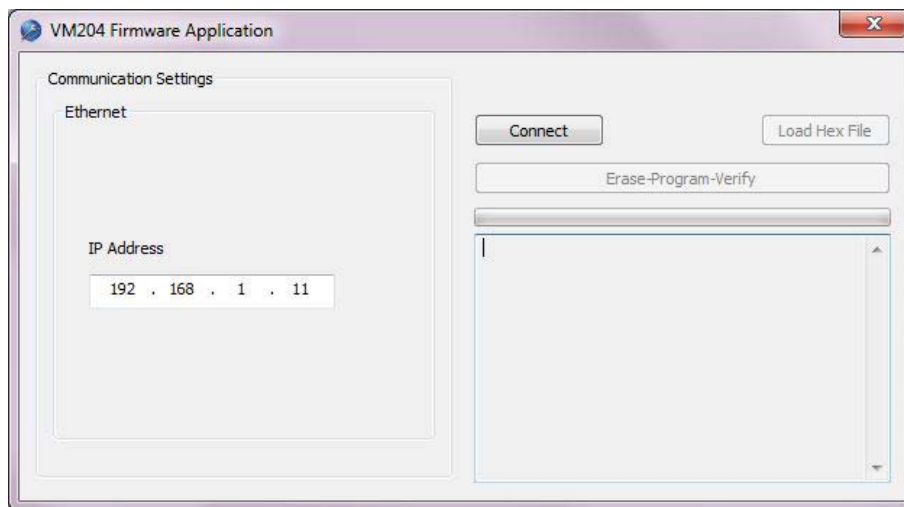 VM204 Firmware Application
Communication Settings
Ethernet
IP Address
192 . 168 . 1 . 11
Connect
Load Hex File
Erase-Program-Verify